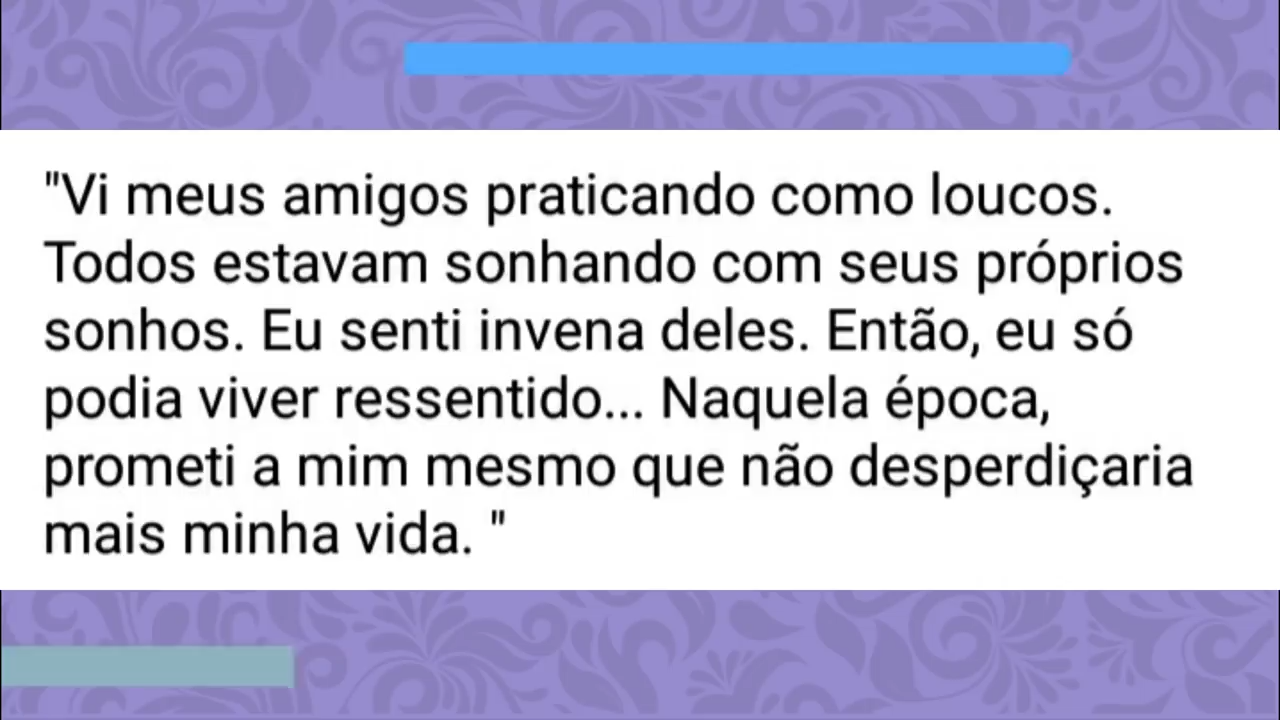 "Vi meus amigos praticando como loucos.
Todos estavam sonhando com seus próprios
sonhos. Eu senti invena deles. Então, eu só
podia viver ressentido... Naquela época,
prometi a mim mesmo que não desperdiçaria
mais minha vida. "